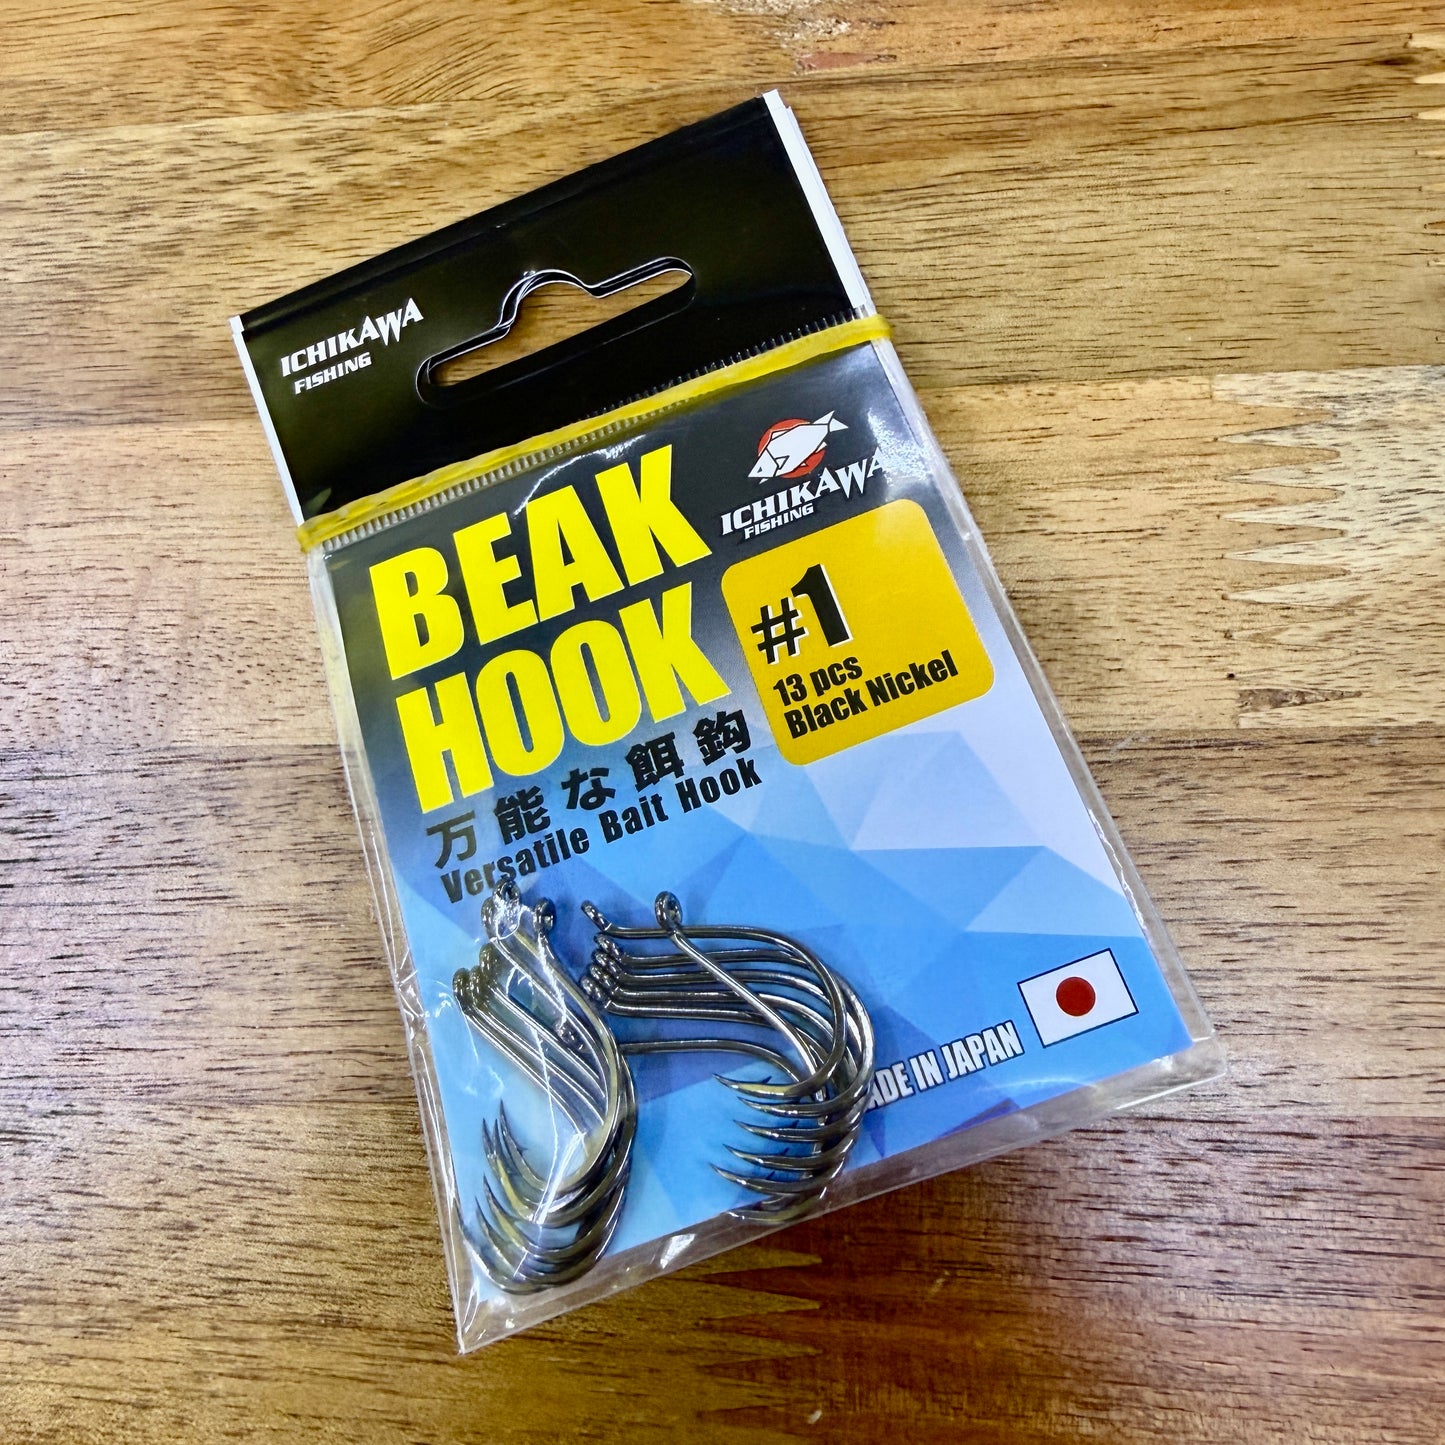 ICHIKAWA
FISHING
ICHIKAWA
FISHING
BEAK
HOOK
#1
13 pcs
Black Nickel
万能な餌鈎
Versatile Bait Hook
MADE IN JAPAN